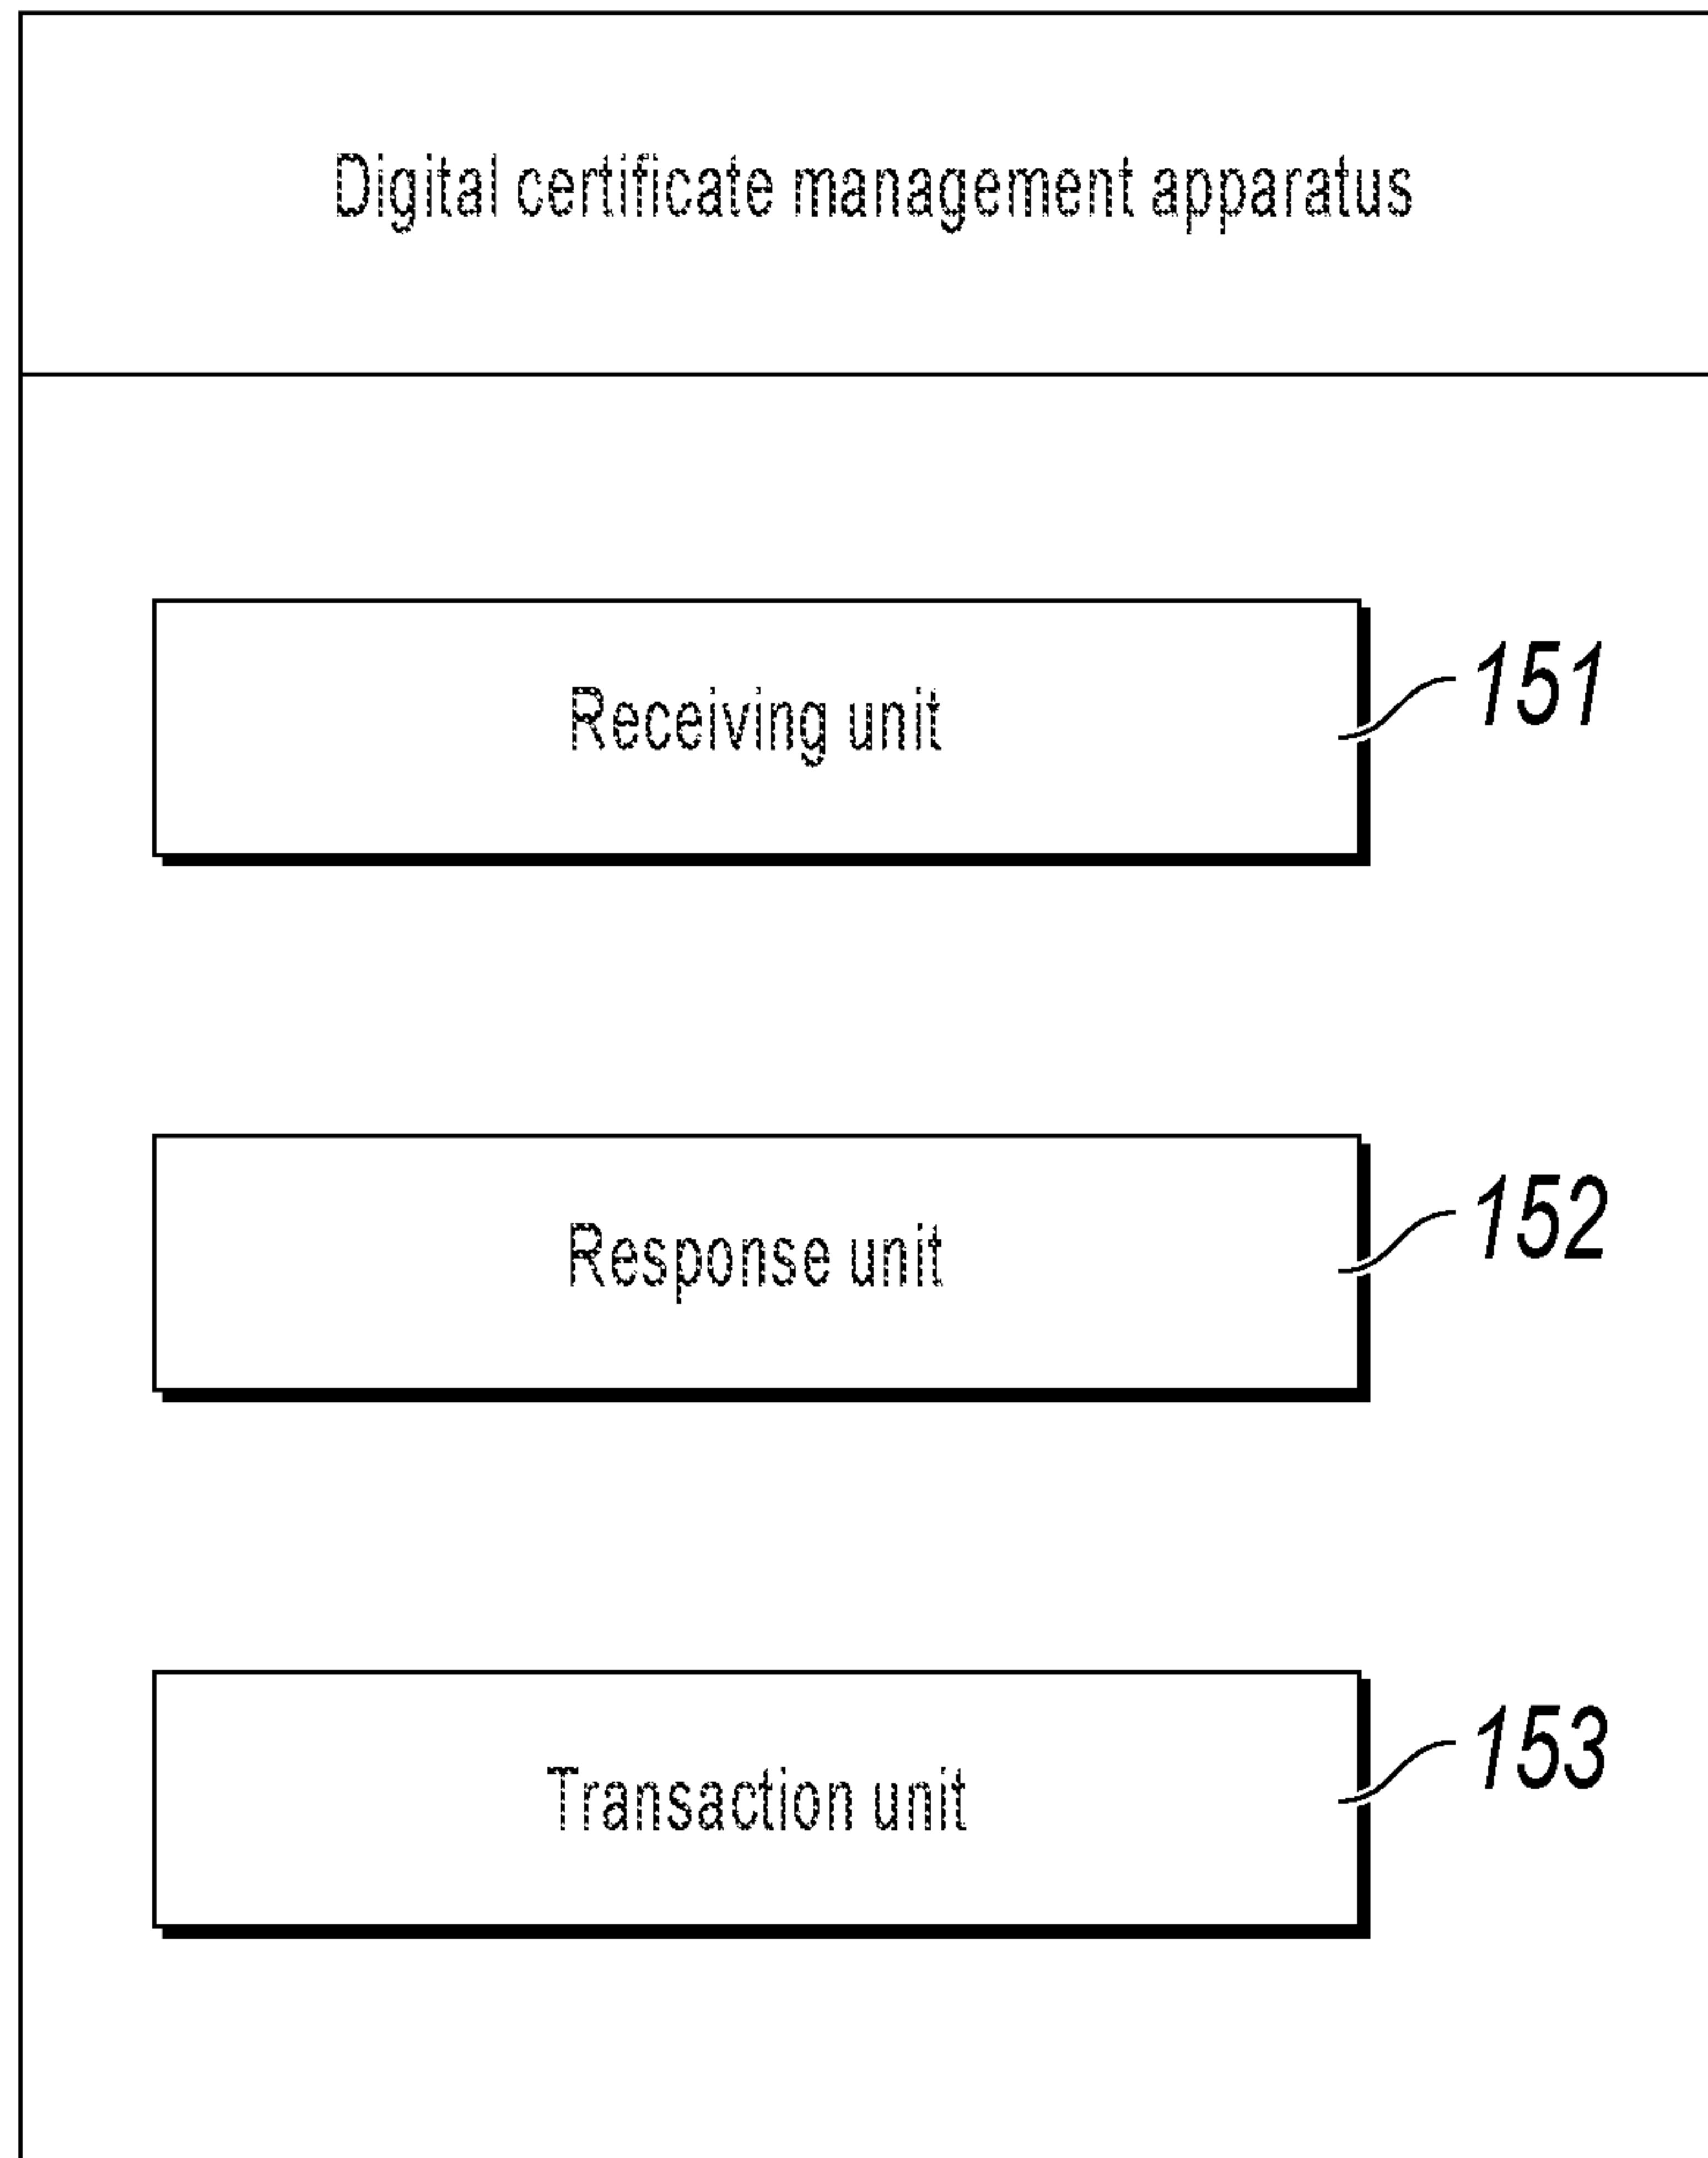 Digital certificate management apparatus
Receiving unit
151
Response unit
152
Transaction unit
153